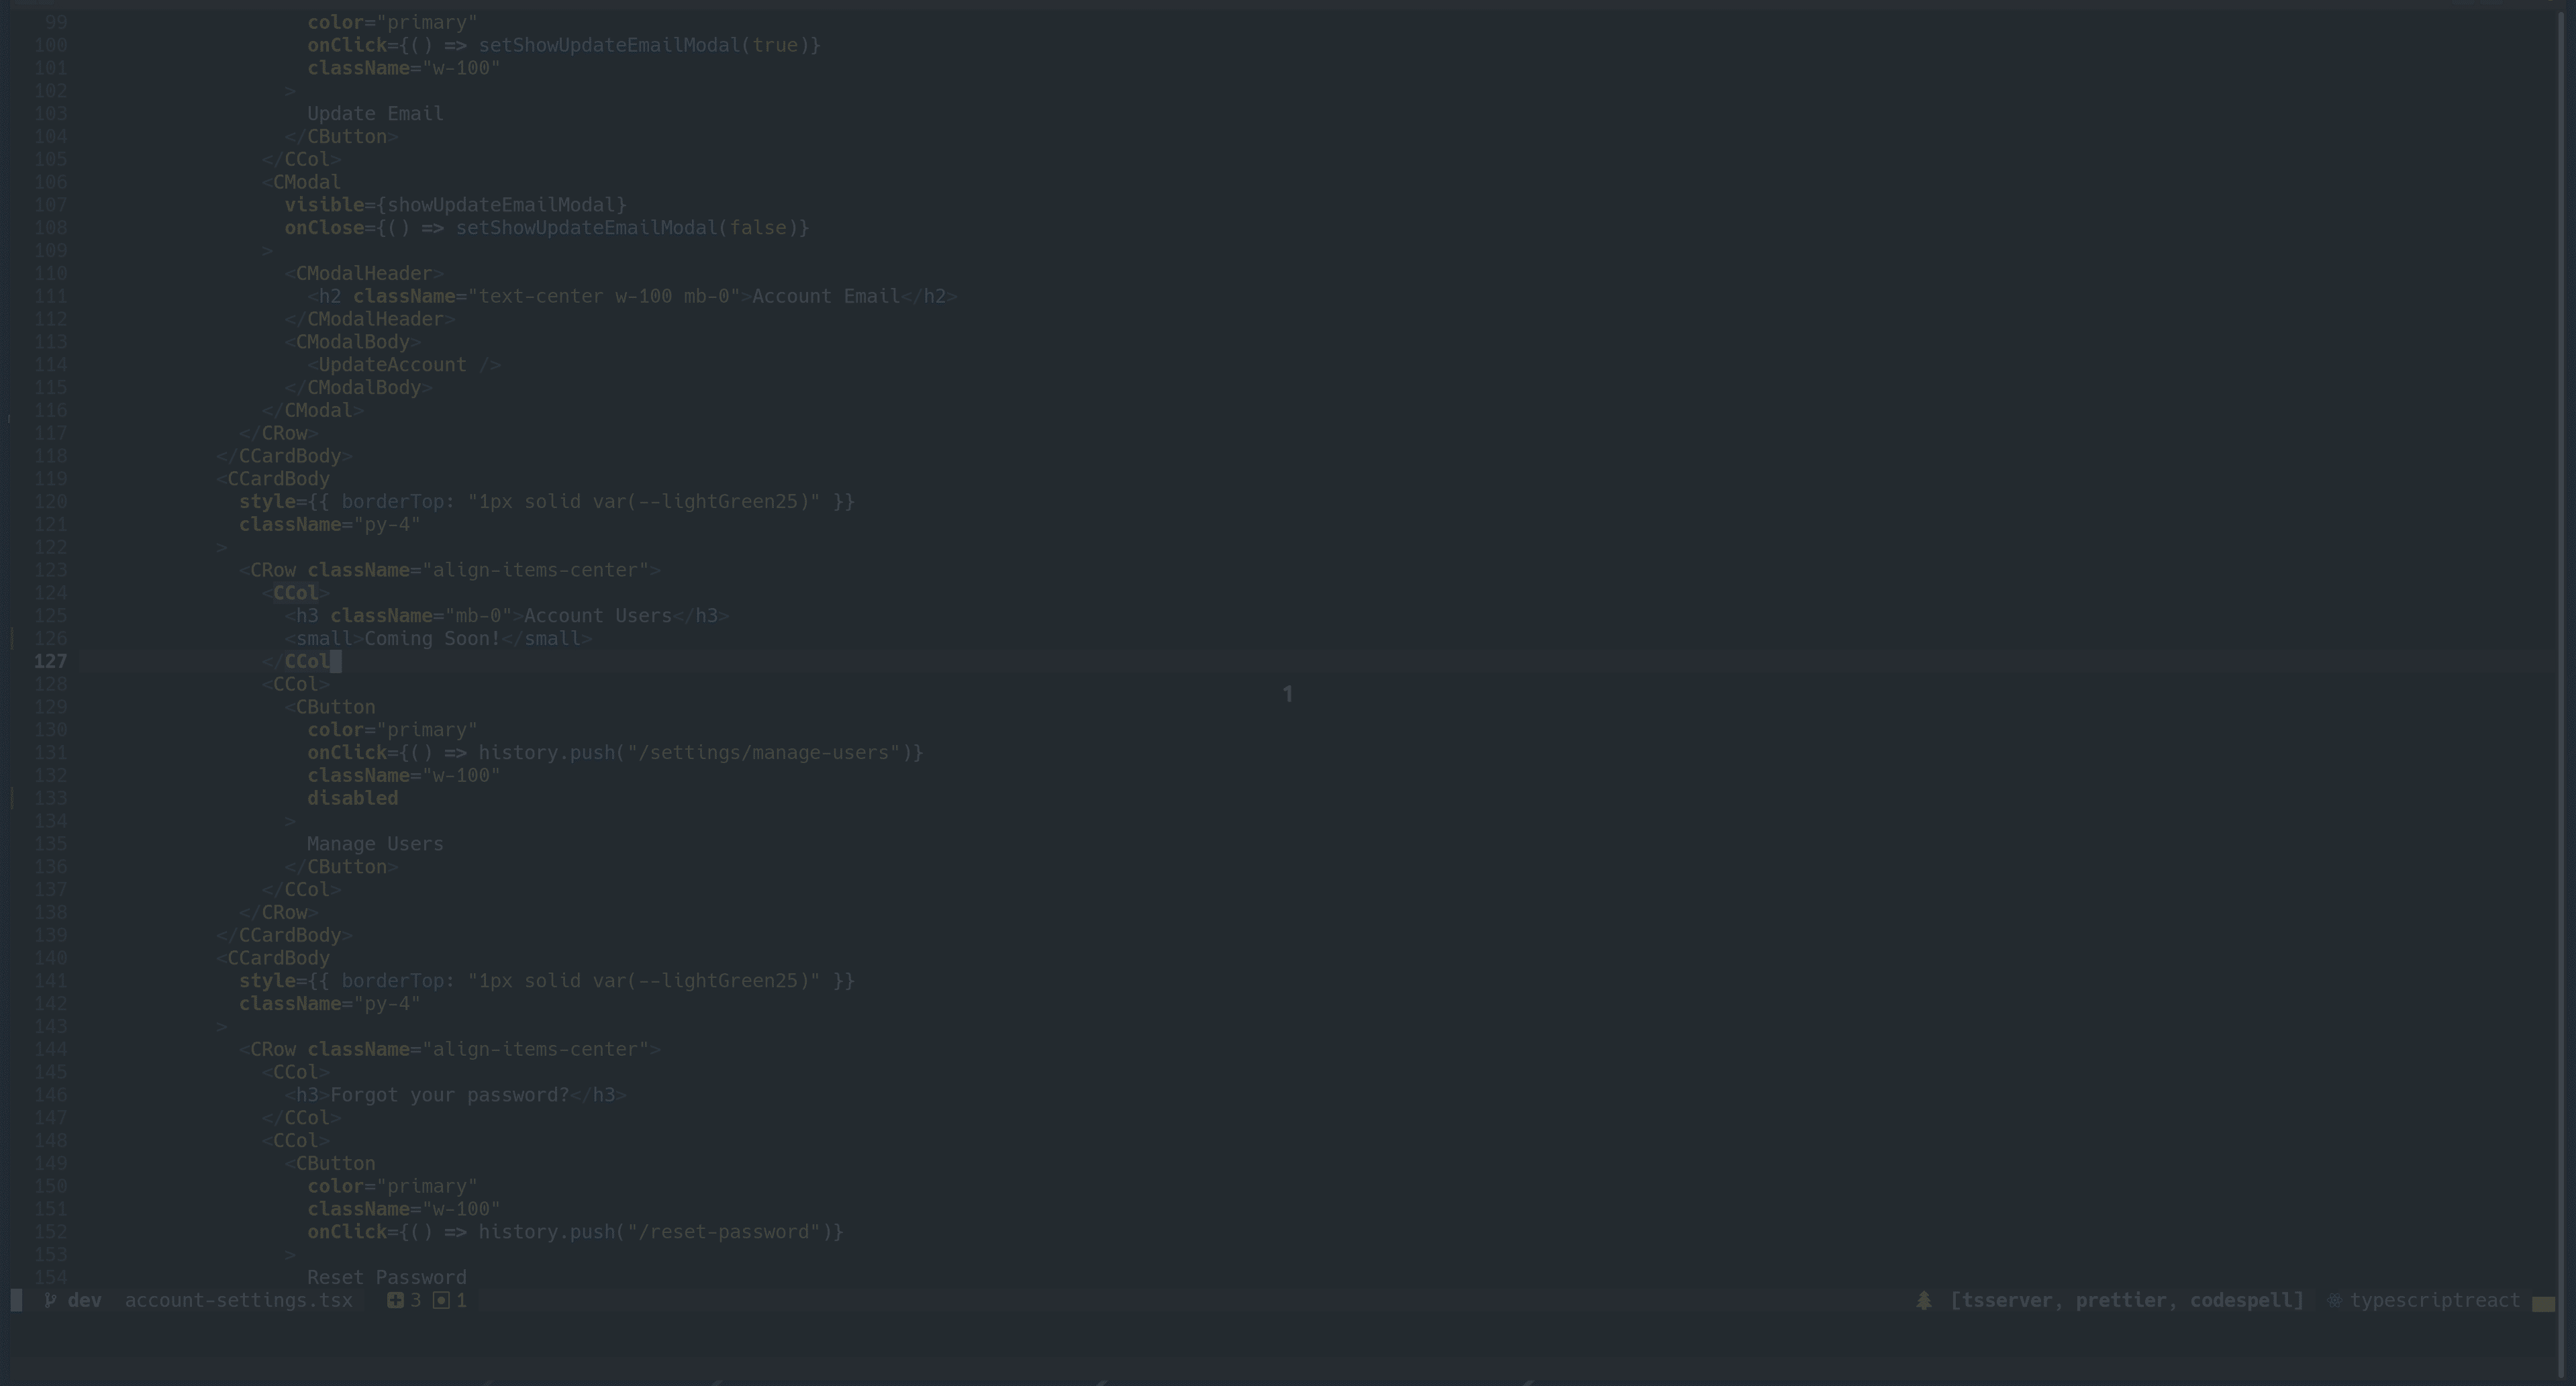 99 color="primary"
100 onClick={() => setShowUpdateEmailModal(true)}
101 className="w-100"
102 >
103 Update Email
104 </CButton>
105 </CCol>
106 <CModal
107 visible={showUpdateEmailModal}
108 onClose={() => setShowUpdateEmailModal(false)}
109 >
110 <CModalHeader>
111 <h2 className="text-center w-100 mb-0">Account Email</h2>
112 </CModalHeader>
113 <CModalBody>
114 <UpdateAccount />
115 </CModalBody>
116 </CModal>
117 </CRow>
118 </CCardBody>
119 <CCardBody
120 style={{ borderTop: "1px solid var(--lightGreen25)" }}
121 className="py-4"
122 >
123 <CRow className="align-items-center">
124 <CCol>
125 <h3 className="mb-0">Account Users</h3>
126 <small>Coming Soon!</small>
127 </CCol
128 <CCol>
1
129 <CButton
130 color="primary"
131 onClick={() => history.push("/settings/manage-users")}
132 className="w-100"
133 disabled
134 >
135 Manage Users
136 </CButton>
137 </CCol>
138 </CRow>
139 </CCardBody>
140 <CCardBody
141 style={{ borderTop: "1px solid var(--lightGreen25)" }}
142 className="py-4"
143 >
144 <CRow className="align-items-center">
145 <CCol>
146 <h3>Forgot your password?</h3>
147 </CCol>
148 <CCol>
149 <CButton
150 color="primary"
151 className="w-100"
152 onClick={() => history.push("/reset-password")}
153 >
154 Reset Password
dev account-settings.tsx 3 1 [tsserver, prettier, codespell] typescriptreact